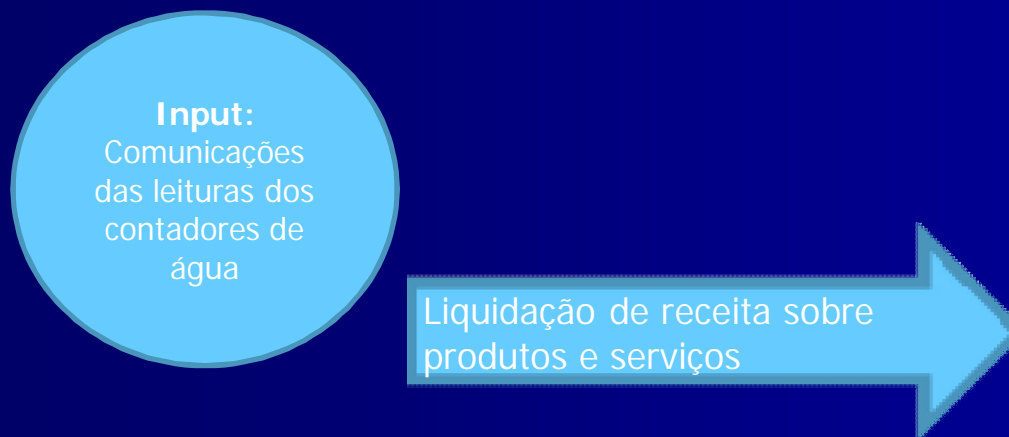 Input:
Comunicações
das leituras dos
contadores de
água
Liquidação de receita sobre
produtos e serviços